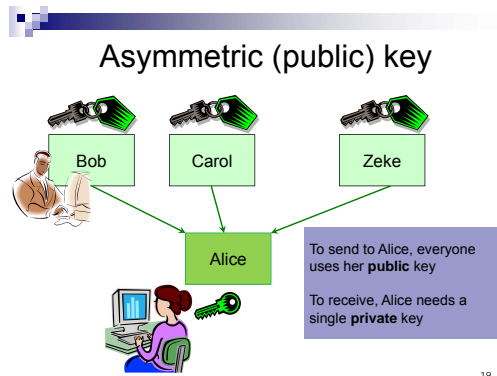 Asymmetric (public) key
Bob
Carol
Zeke
Alice
To send to Alice, everyone
uses her public key
To receive, Alice needs a
single private key
19